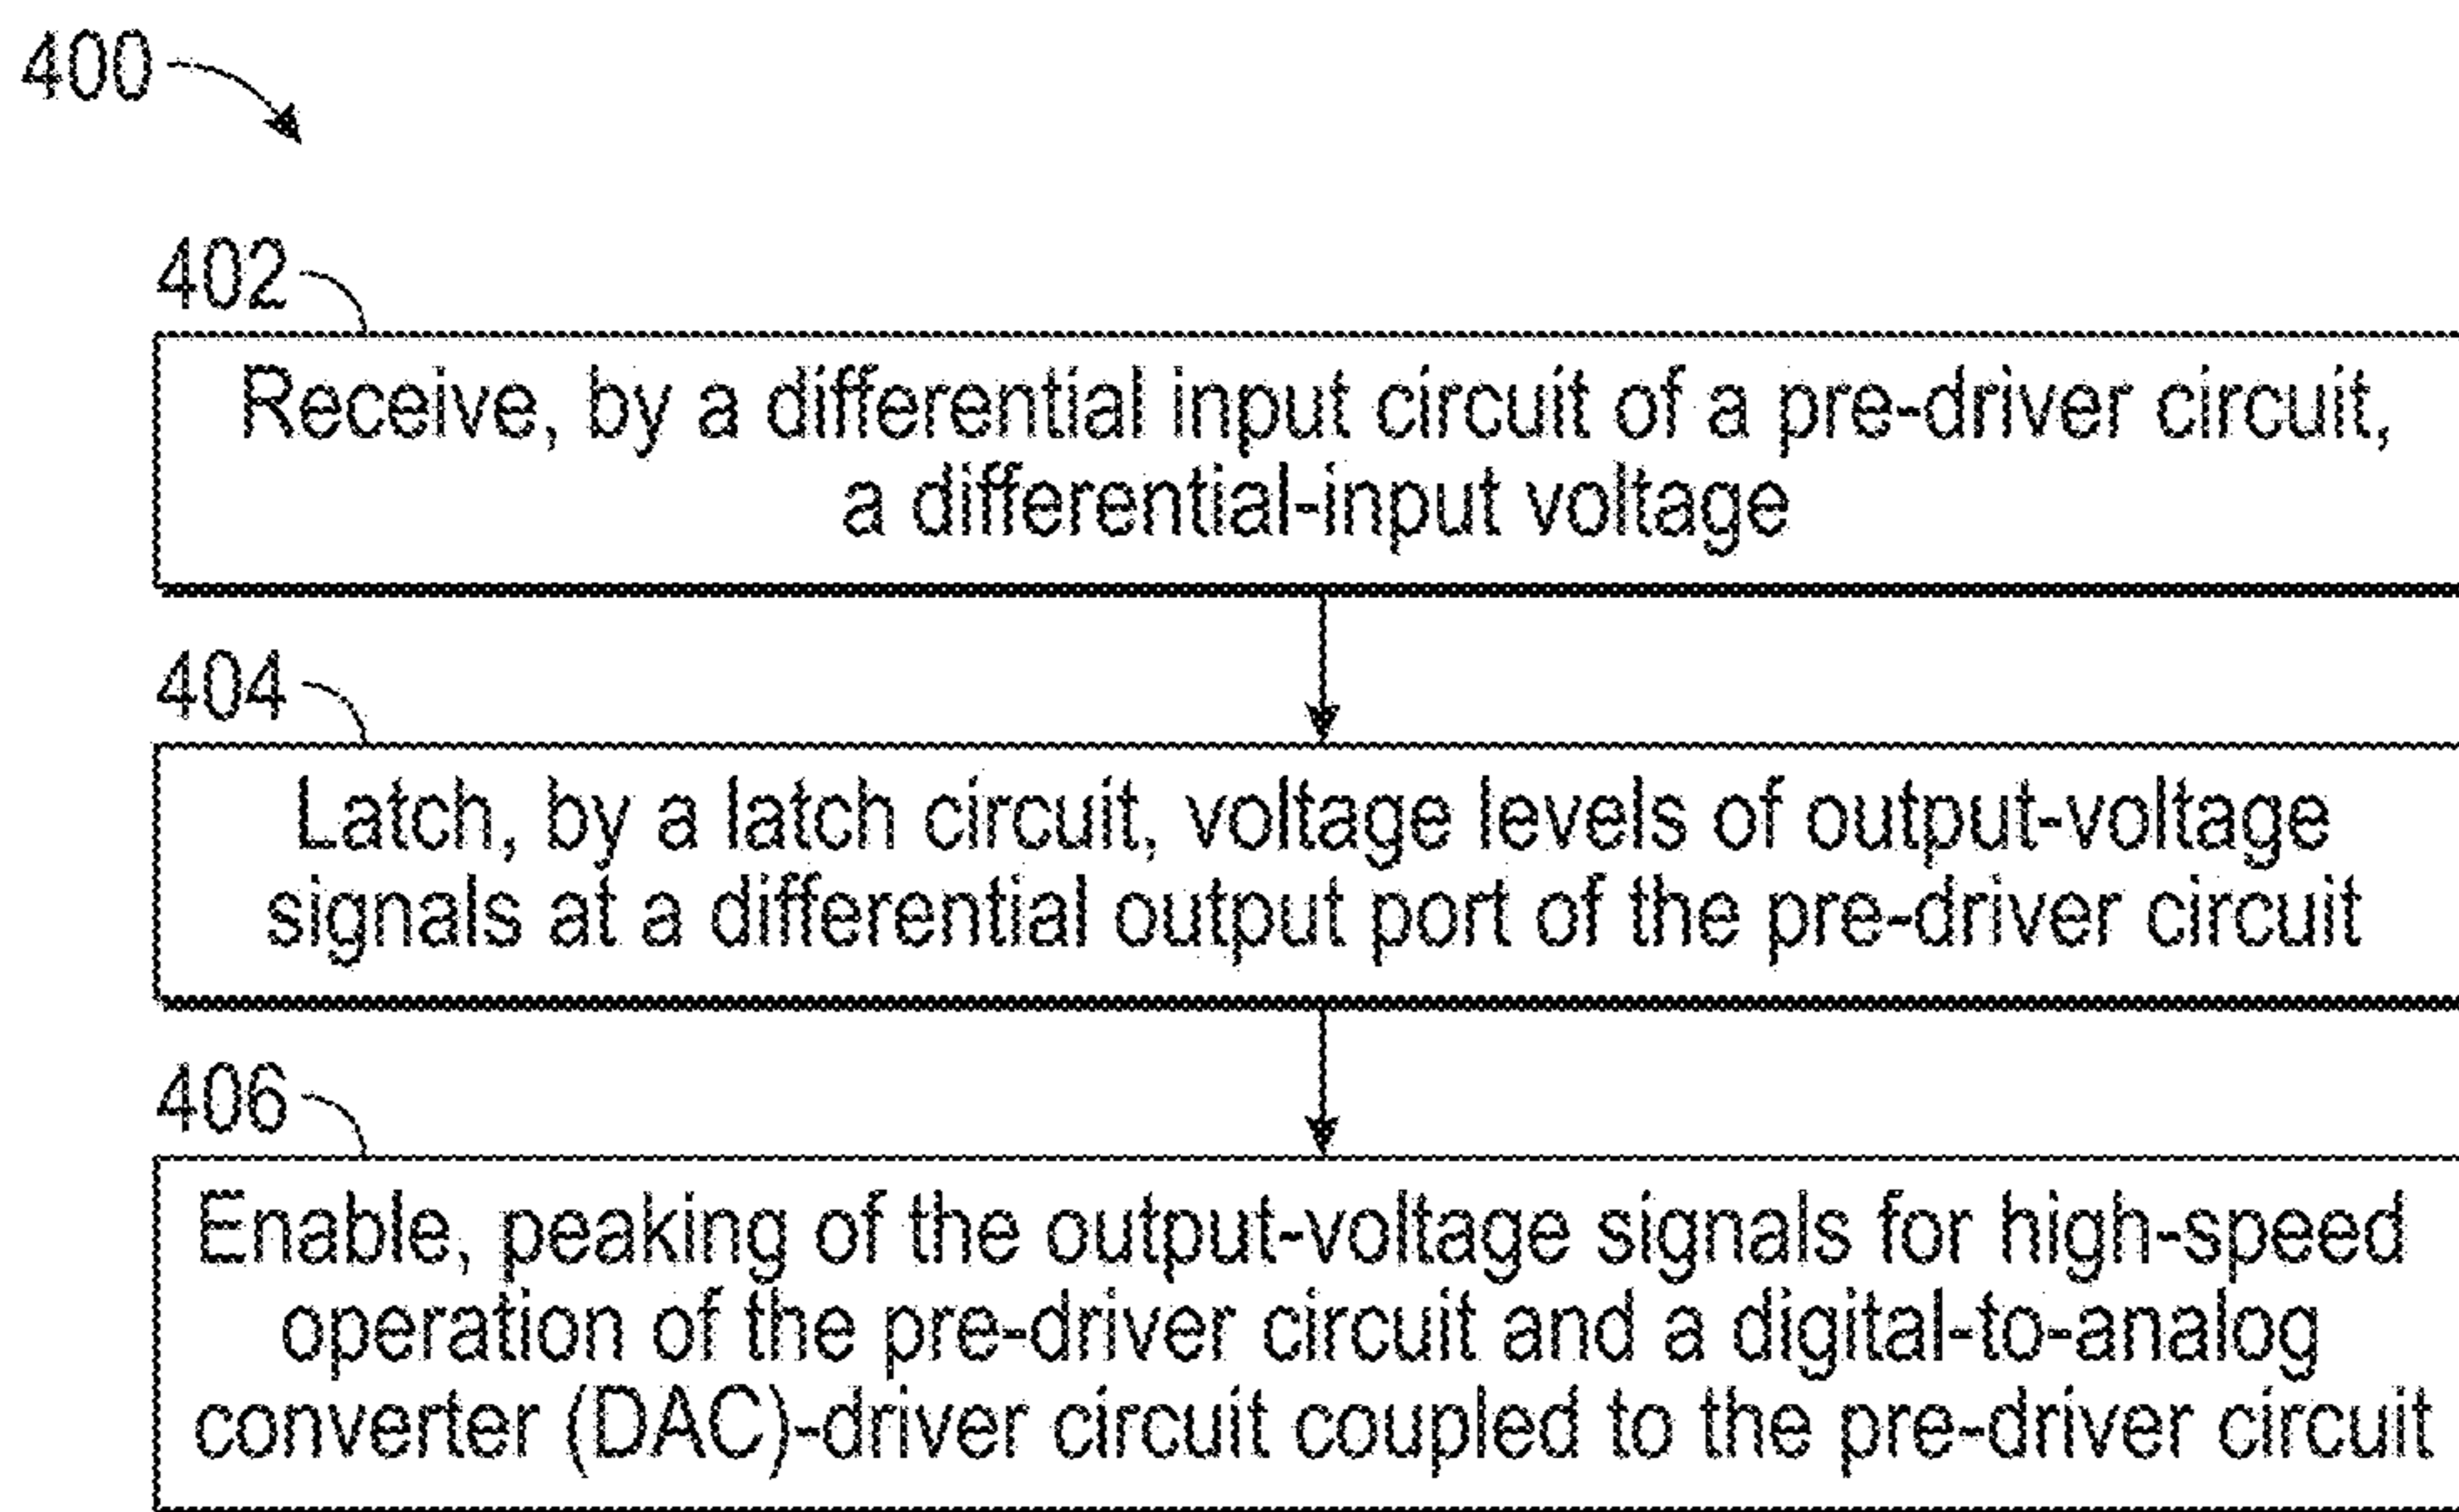 400
402
Receive, by a differential input circuit of a pre-driver circuit,
a differential-input voltage
404
Latch, by a latch circuit, voltage levels of output-voltage
signals at a differential output port of the pre-driver circuit
406
Enable, peaking of the output-voltage signals for high-speed
operation of the pre-driver circuit and a digital-to-analog
converter (DAC)-driver circuit coupled to the pre-driver circuit